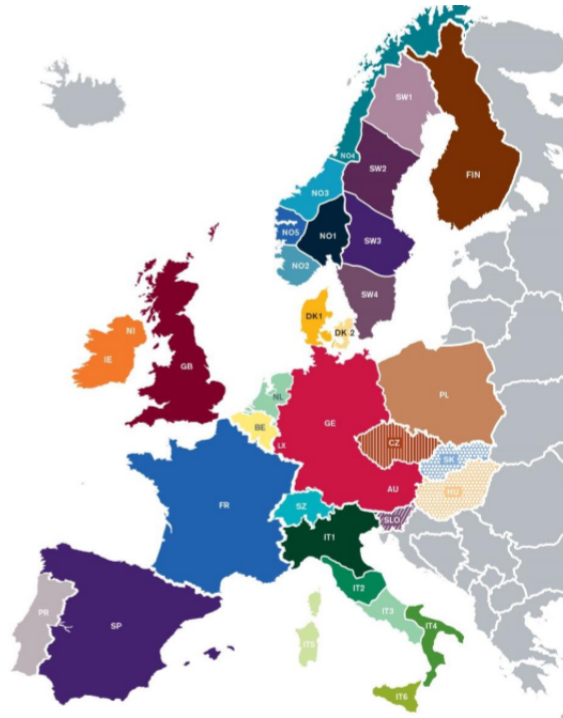 SW1
NO4
SW2
FIN
NO3
NO5
NO1
SW3
NO2
SW4
DK1
DK 2
NI
IE
GB
NL
PL
BE
GE
LX
CZ
SK
AU
HU
FR
SZ
SLO
IT1
IT2
PR
SP
IT3
IT4
IT5
IT6